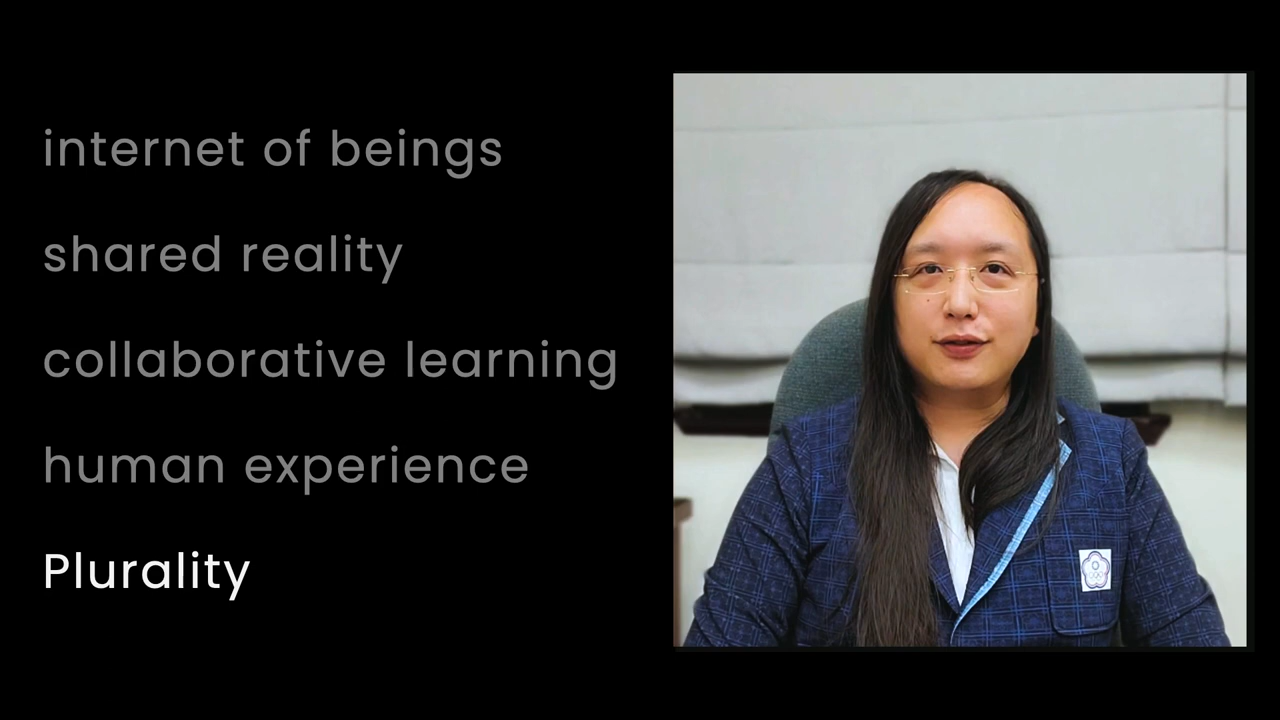 internet of beings
shared reality
collaborative learning
human experience
Plurality